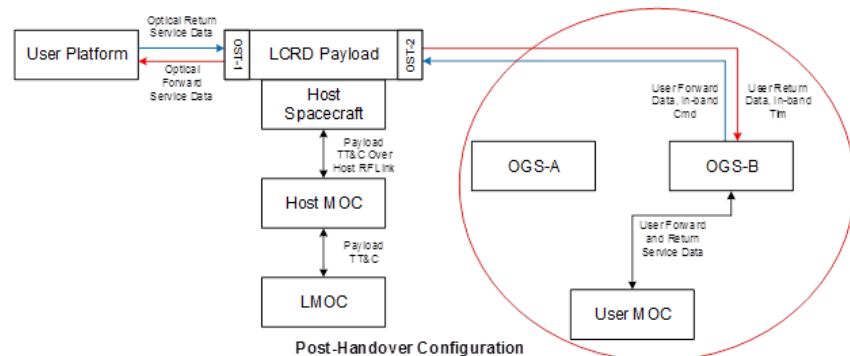 Optical Return
Service Data
User Platform
Optical
Forward
Service Data
OST-1
LCRD Payload
OST-2
Host
Spacecraft
Payload
TT&C Over
Host RF Link
Host MOC
Payload
TT&C
LMOC
User Forward
Data, In-band
Cmd
User Return
Data, In-band
Tlm
OGS-A
OGS-B
User Forward
and Return
Service Data
User MOC
Post-Handover Configuration